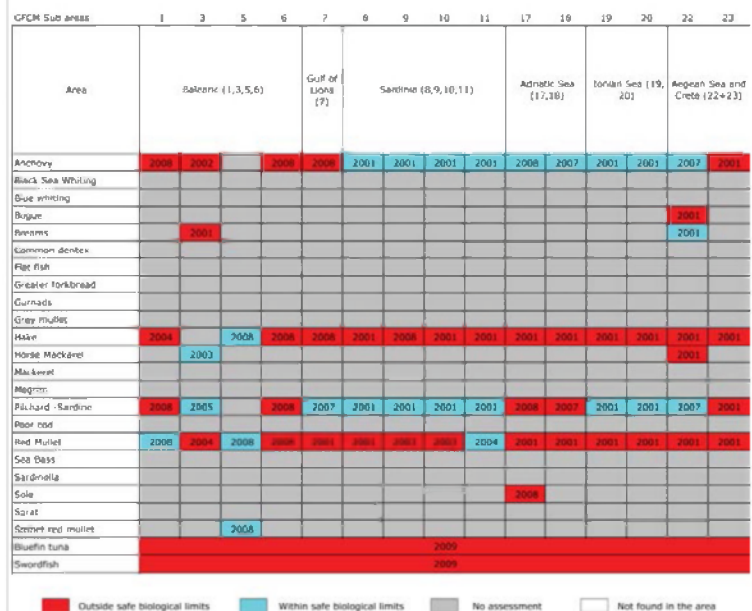 GFCM Sub areas 1 3 5 6 7 8 9 10 11 17 18 19 20 22 23
Area Balearic (1,3,5,6) Gulf of Lions (7) Sardinia (8,9,10,11) Adriatic Sea (17,18) Ionian Sea (19, 20) Aegean Sea and Crete (22+23)
Anchovy 2008 2002 2008 2008 2001 2001 2001 2001 2008 2007 2001 2001 2007 2001
Black Sea Whiting
Blue whiting
Bogue 2001
Breams 2001 2001
Common dentex
Flat fish
Greater forkbread
Gurnads
Grey mullet
Hake 2004 2008 2008 2008 2001 2008 2001 2001 2001 2001 2001 2001 2001 2001
Horse Mackerel 2003 2001
Mackerel
Megrim
Pilchard -Sardine 2008 2005 2008 2007 2001 2001 2001 2001 2008 2007 2001 2001 2007 2001
Poor cod
Red Mullet 2008 2004 2008 2004 2001 2001 2001 2001 2001 2001
Sea Bass
Sardinella
Sole 2008
Sprat
Striped red mullet 2008
Bluefin tuna 2009
Swordfish 2009
Outside safe biological limits Within safe biological limits No assessment Not found in the area